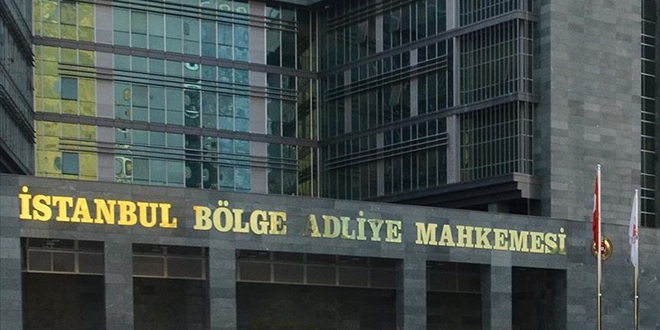 İSTANBUL BÖLGE ADLİYE MAHKEMESİ